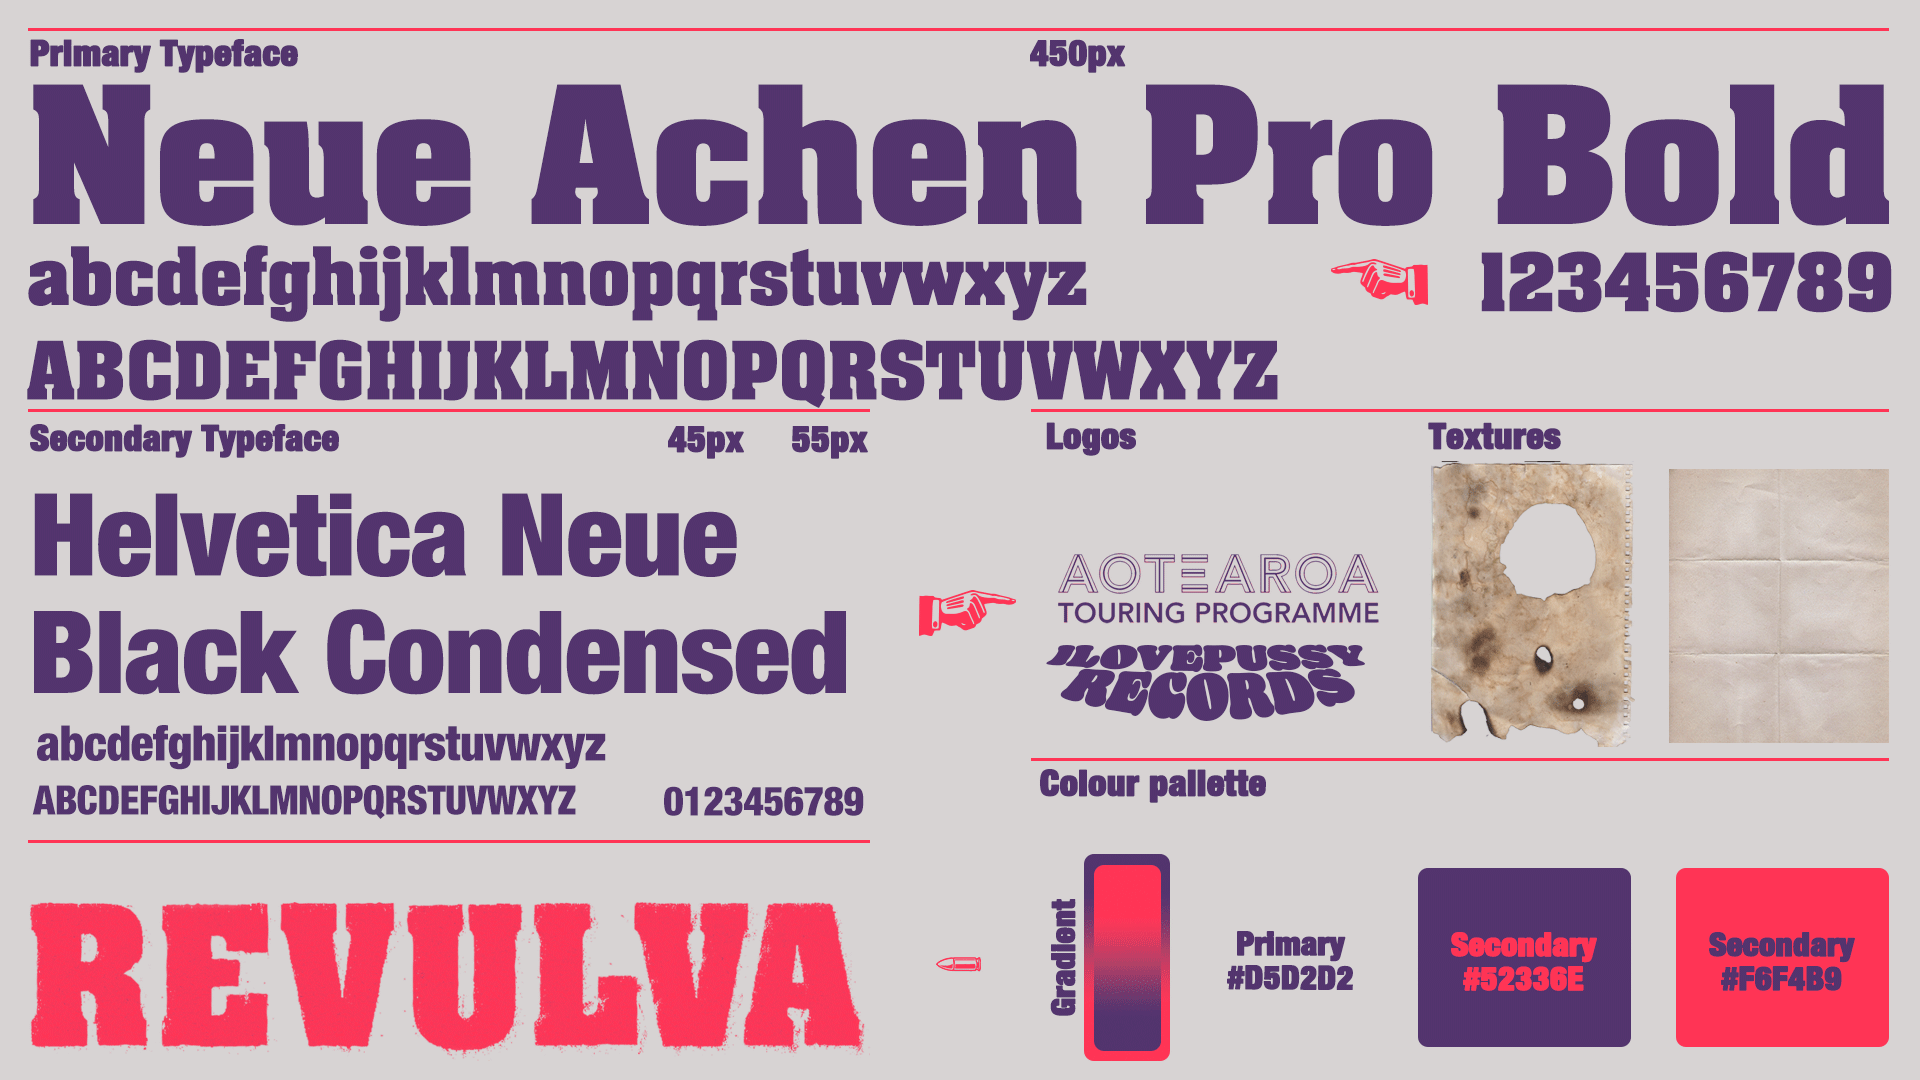 Primary Typeface
450px
Neue Achen Pro Bold
abcdefghijklmnopqrstuvwxyz
123456789
ABCDEFGHIJKLMNOPQRSTUVWXYZ
Secondary Typeface
45px
55px
Helvetica Neue
Black Condensed
abcdefghijklmnopqrstuvwxyz
ABCDEFGHIJKLMNOPQRSTUVWXYZ
0123456789
REVULVA
Logos
AOTEAROA
TOURING PROGRAMME
ILOVEPUSSY
RECORDS
Textures
Colour pallette
Gradient
Primary
#D5D2D2
Secondary
#52336E
Secondary
#F6F4B9